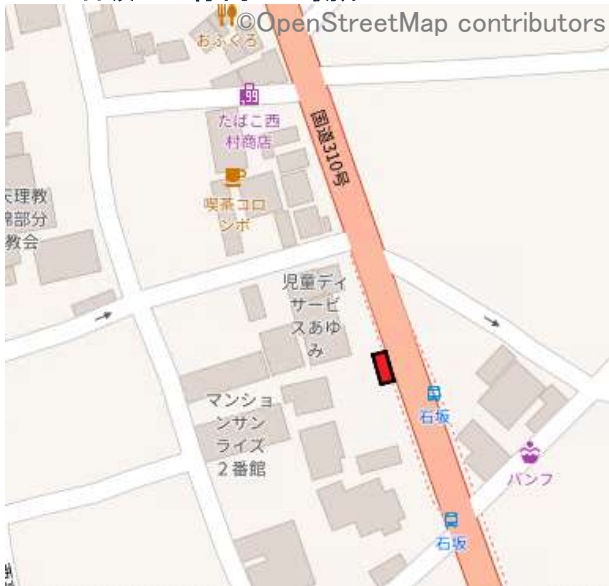 ©OpenStreetMap contributors
おふくろ
たばこ西
村商店
国道310号
喫茶コロ
ンボ
天理教
錦部分
教会
児童デイ
サービ
スあゆ
み
マンショ
ンサン
ライズ
2番館
石坂
バンフ
石坂